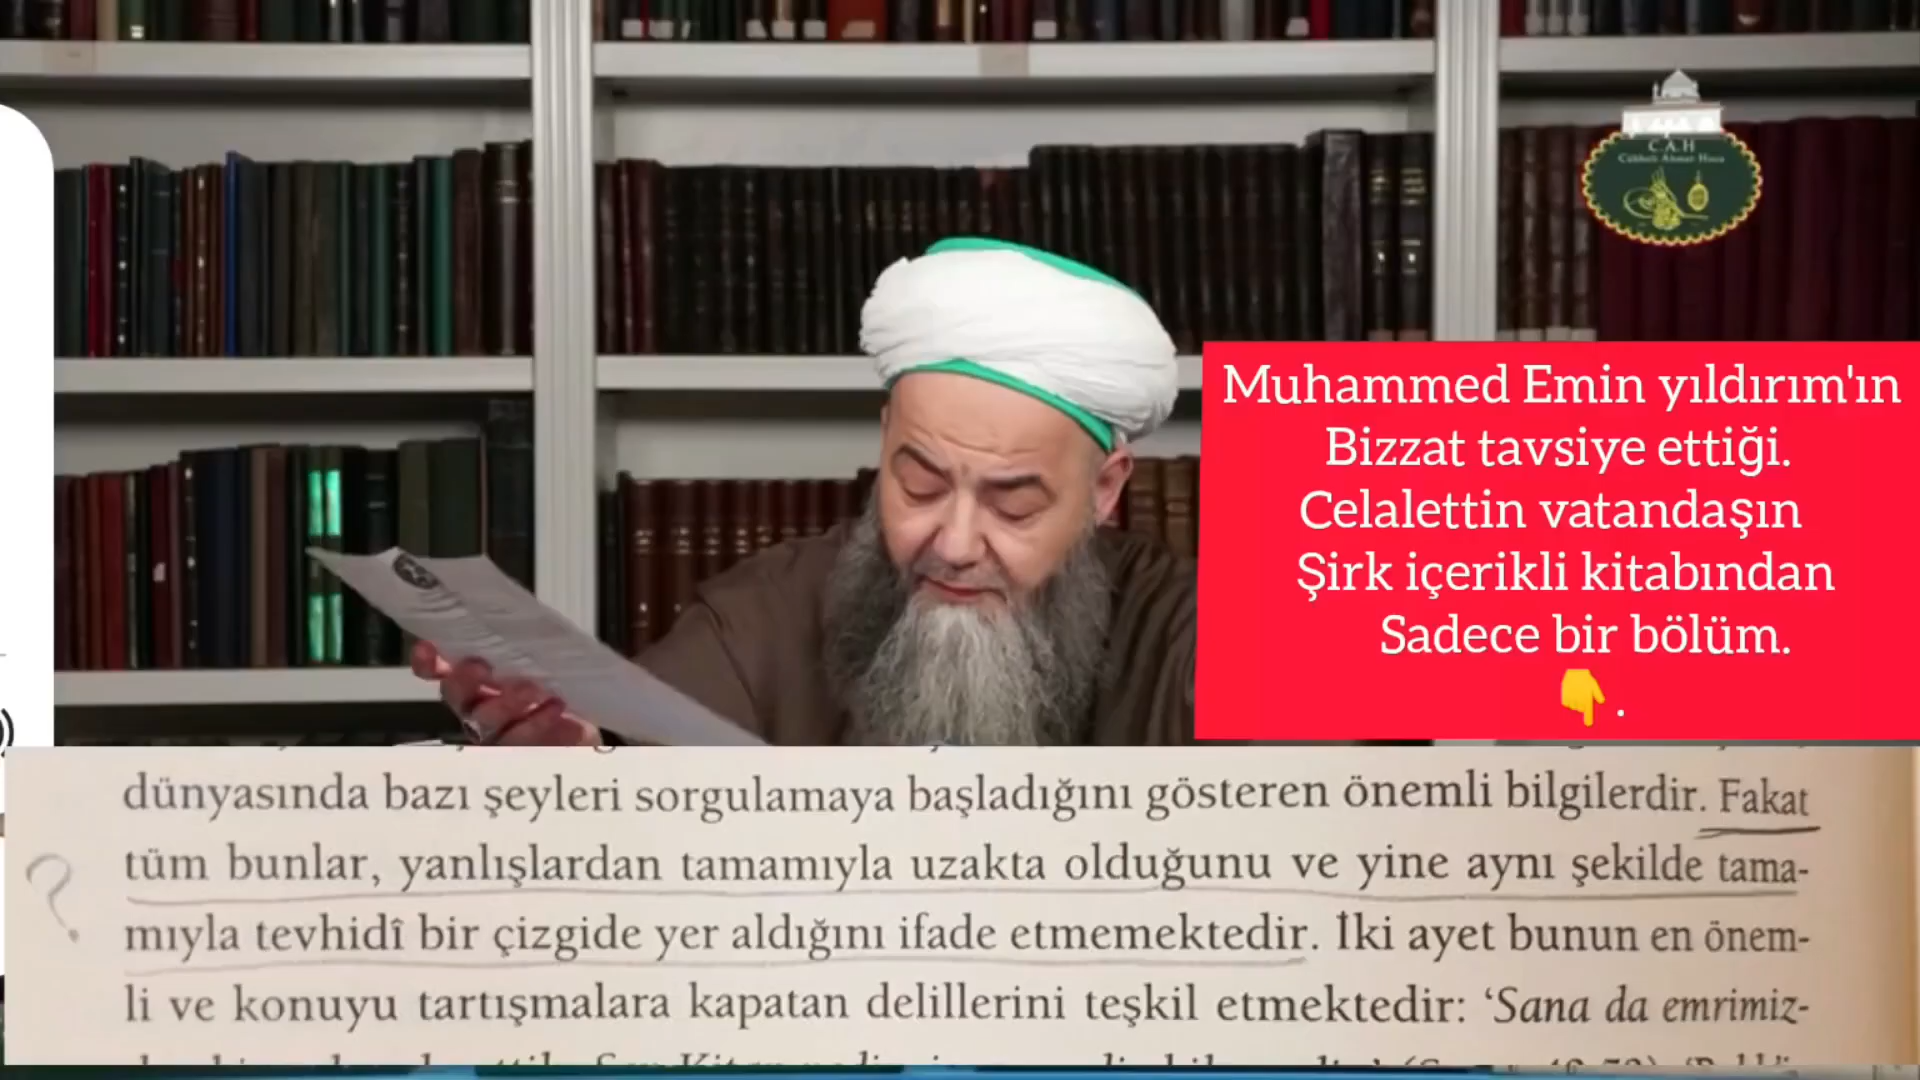 C.A.H
Cübbeli Ahmet Hoca
Muhammed Emin yıldırım'ın
Bizzat tavsiye ettiği.
Celalettin vatandaşın
Şirk içerikli kitabından
Sadece bir bölüm.
👇.
dünyasında bazı şeyleri sorgulamaya başladığını gösteren önemli bilgilerdir. Fakat
tüm bunlar, yanlışlardan tamamıyla uzakta olduğunu ve yine aynı şekilde tama-
mıyla tevhidî bir çizgide yer aldığını ifade etmemektedir. İki ayet bunun en önem-
li ve konuyu tartışmalara kapatan delillerini teşkil etmektedir: ‘Sana da emrimiz-